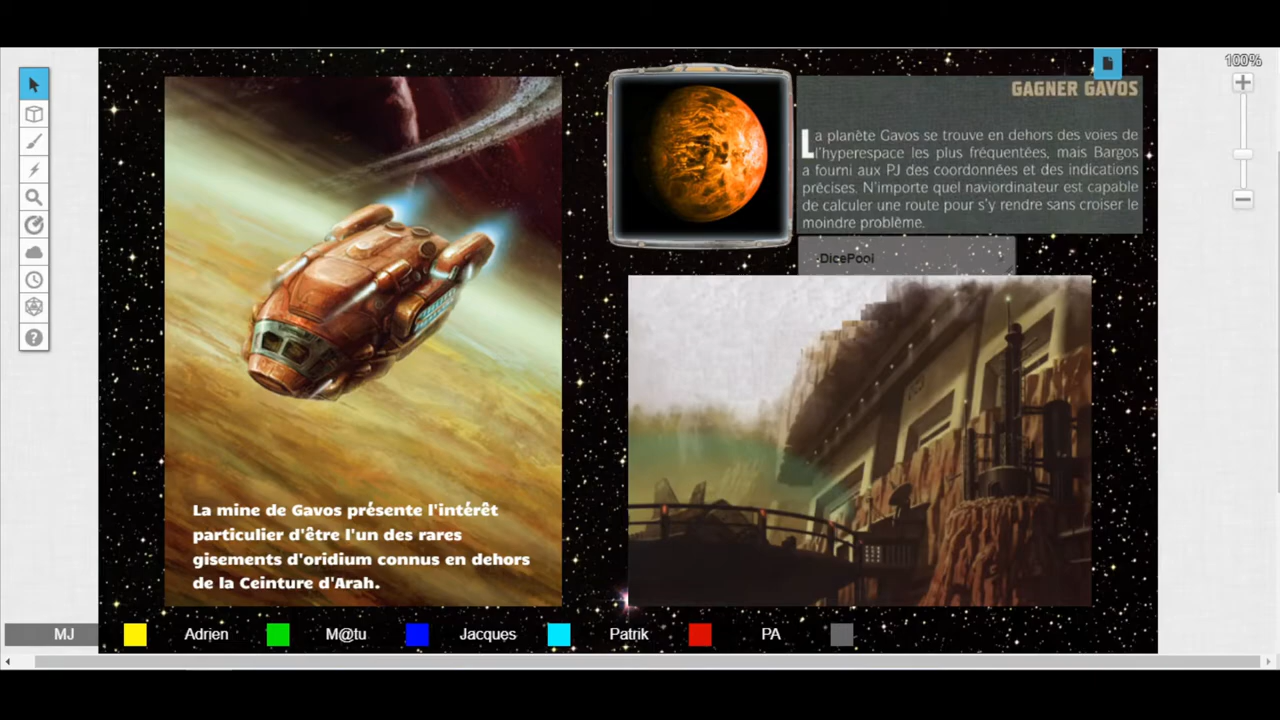 100%
GAGNER GAVOS
La planète Gavos se trouve en dehors des voies de
l'hyperespace les plus fréquentées, mais Bargos
a fourni aux PJ des coordonnées et des indications
précises. N'importe quel naviordinateur est capable
de calculer une route pour s'y rendre sans croiser le
moindre problème.
-DicePool
La mine de Gavos présente l'intérêt
particulier d'être l'un des rares
gisements d'oridium connus en dehors
de la Ceinture d'Arah.
MJ Adrien M@tu Jacques Patrik PA